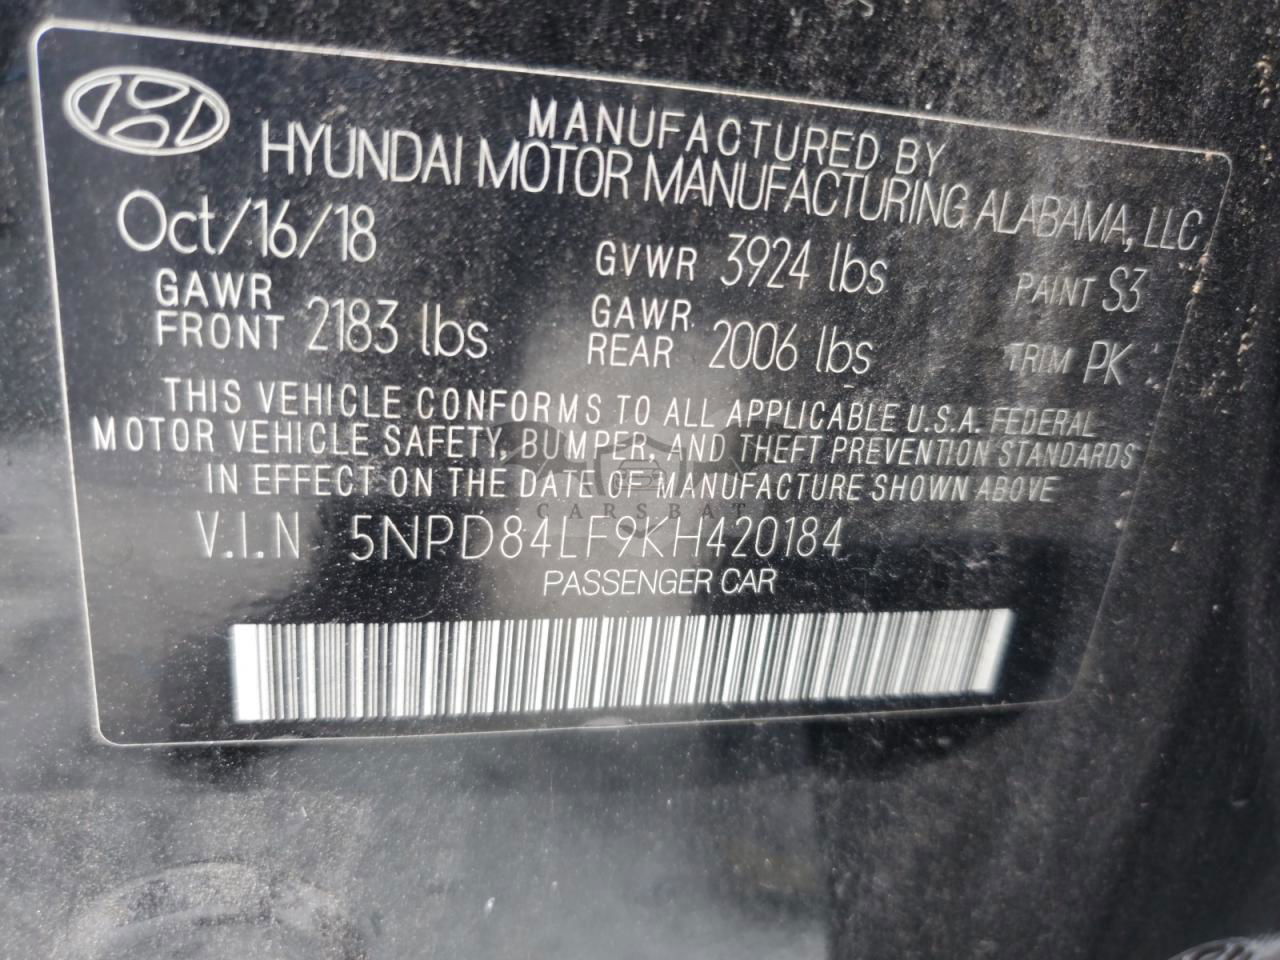 MANUFACTURED BY
HYUNDAI MOTOR MANUFACTURING ALABAMA, LLC
Oct/16/18
GVWR 3924 lbs
PAINT S3
GAWR FRONT 2183 lbs
GAWR REAR 2006 lbs
TRIM PK
THIS VEHICLE CONFORMS TO ALL APPLICABLE U.S.A. FEDERAL
MOTOR VEHICLE SAFETY, BUMPER, AND THEFT PREVENTION STANDARDS
IN EFFECT ON THE DATE OF MANUFACTURE SHOWN ABOVE
CARSBAT
V.I.N 5NPD84LF9KH420184
PASSENGER CAR